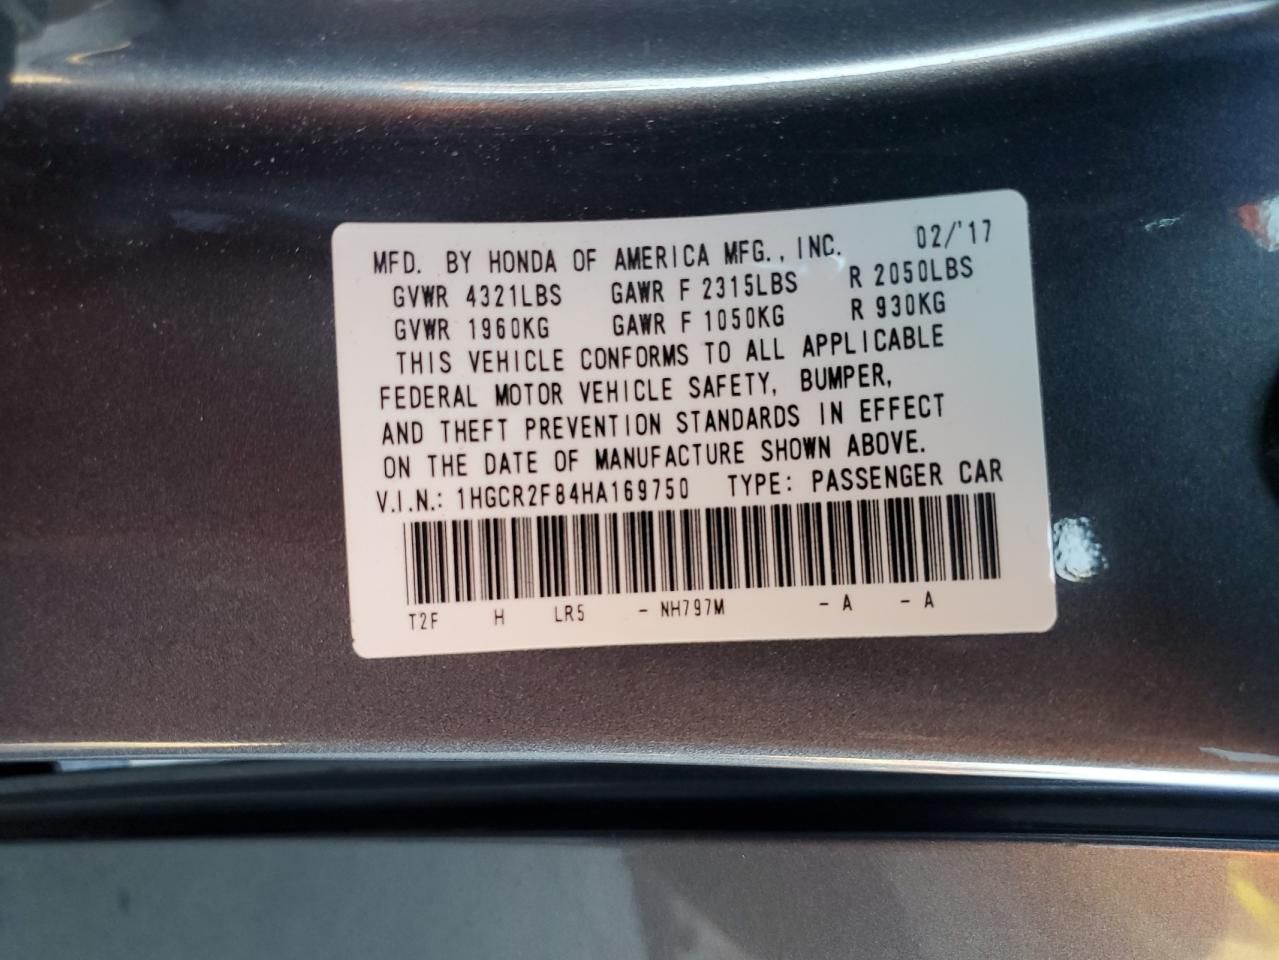 MFD. BY HONDA OF AMERICA MFG., INC. 02/'17
GVWR 4321LBS GAWR F 2315LBS R 2050LBS
GVWR 1960KG GAWR F 1050KG R 930KG
THIS VEHICLE CONFORMS TO ALL APPLICABLE
FEDERAL MOTOR VEHICLE SAFETY, BUMPER,
AND THEFT PREVENTION STANDARDS IN EFFECT
ON THE DATE OF MANUFACTURE SHOWN ABOVE.
V.I.N.: 1HGCR2F84HA169750 TYPE: PASSENGER CAR
T2F H LR5 - NH797M - A - A